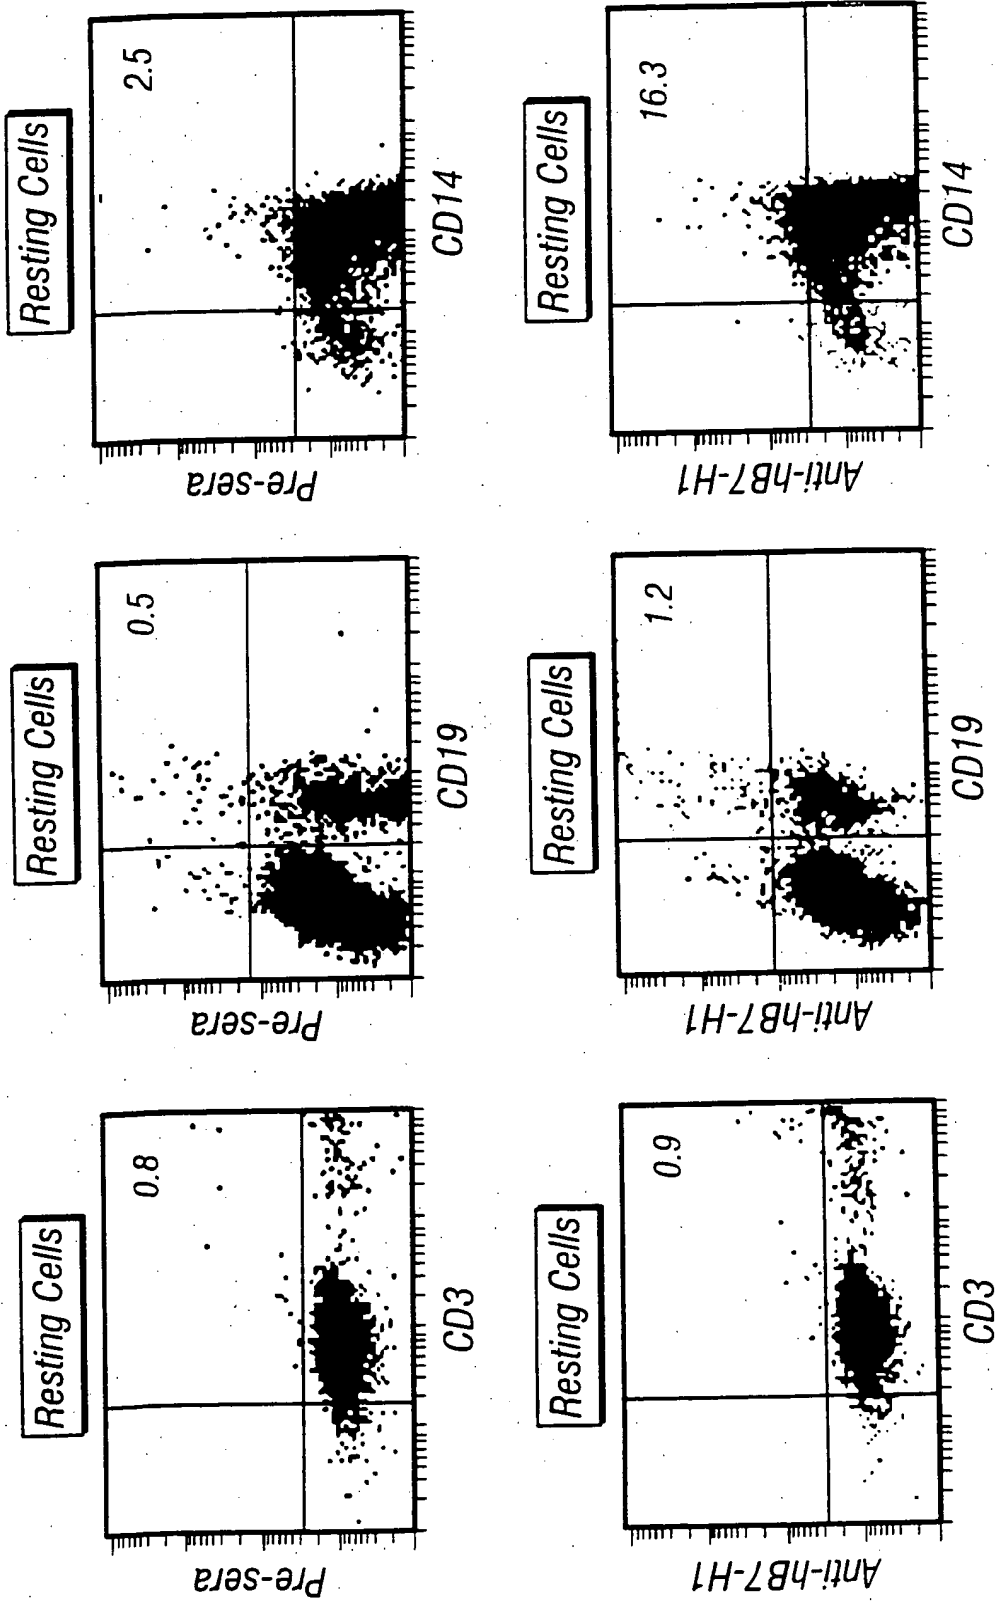 Resting Cells
0.8
Pre-sera
CD3
Resting Cells
0.5
Pre-sera
CD19
Resting Cells
2.5
Pre-sera
CD14
Resting Cells
0.9
Anti-hB7-H1
CD3
Resting Cells
1.2
Anti-hB7-H1
CD19
Resting Cells
16.3
Anti-hB7-H1
CD14